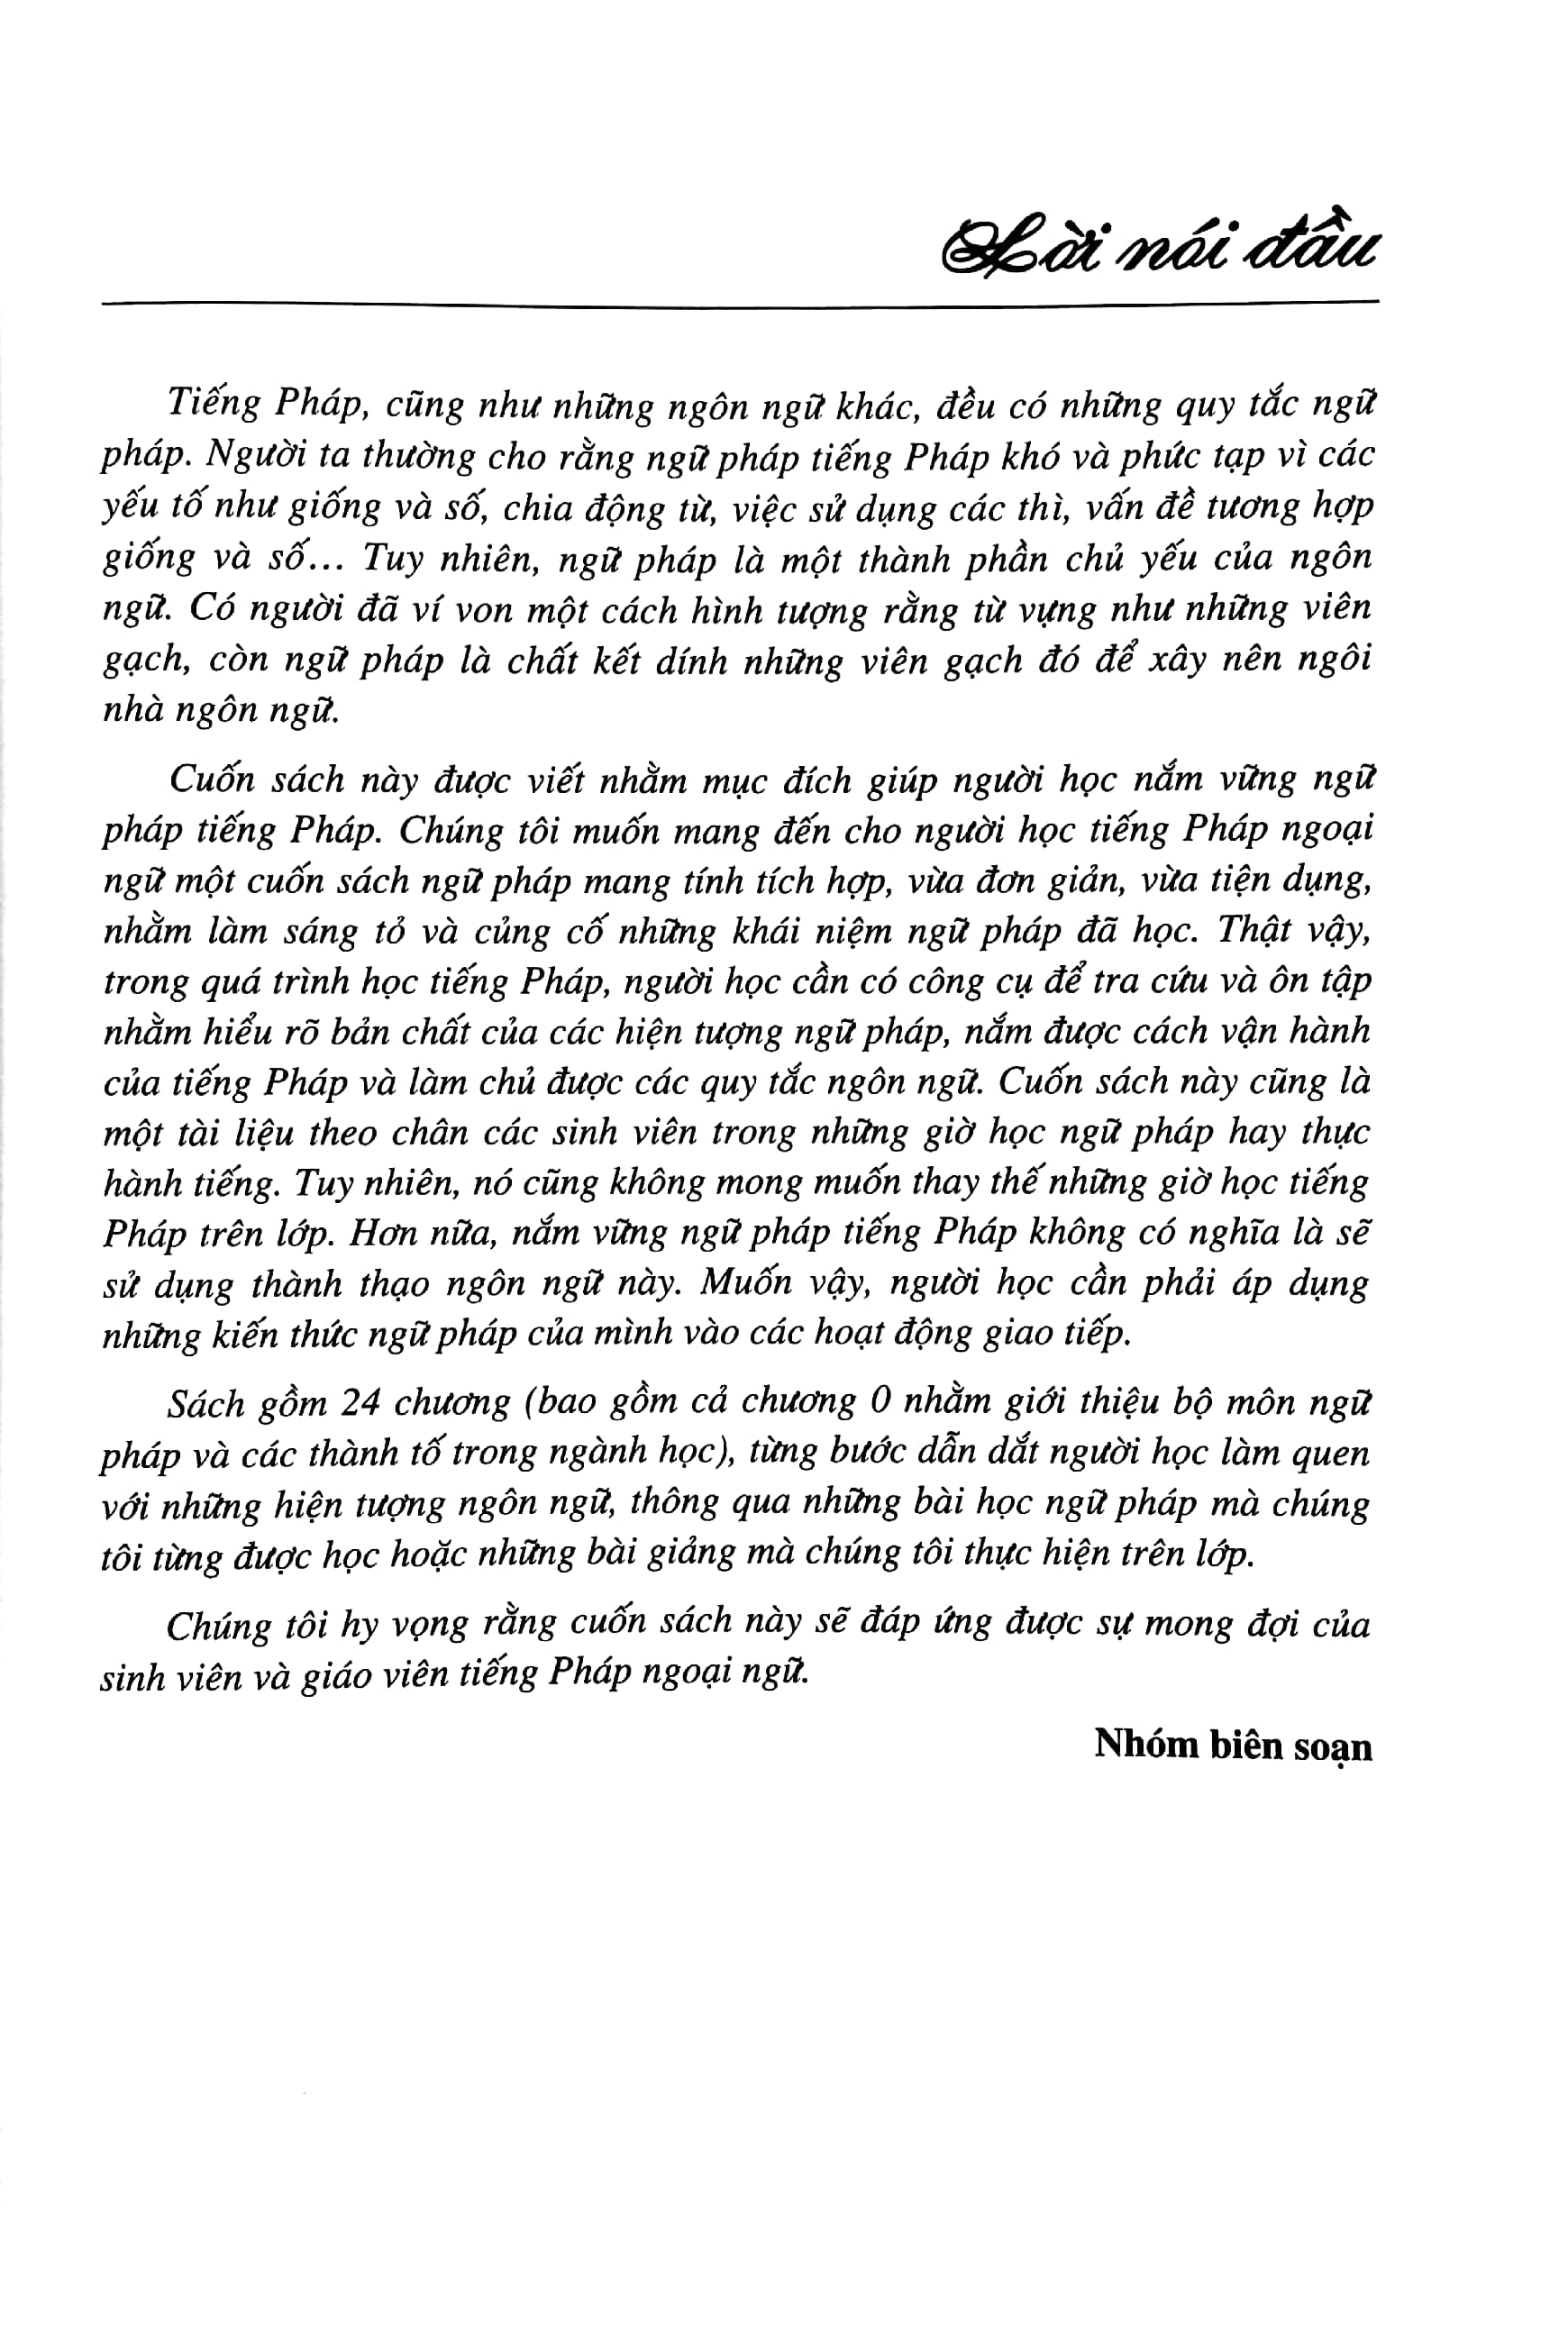 Lời nói đầu
Tiếng Pháp, cũng như những ngôn ngữ khác, đều có những quy tắc ngữ
pháp. Người ta thường cho rằng ngữ pháp tiếng Pháp khó và phức tạp vì các
yếu tố như giống và số, chia động từ, việc sử dụng các thì, vấn đề tương hợp
giống và số... Tuy nhiên, ngữ pháp là một thành phần chủ yếu của ngôn
ngữ. Có người đã ví von một cách hình tượng rằng từ vựng như những viên
gạch, còn ngữ pháp là chất kết dính những viên gạch đó để xây nên ngôi
nhà ngôn ngữ.
Cuốn sách này được viết nhằm mục đích giúp người học nắm vững ngữ
pháp tiếng Pháp. Chúng tôi muốn mang đến cho người học tiếng Pháp ngoại
ngữ một cuốn sách ngữ pháp mang tính tích hợp, vừa đơn giản, vừa tiện dụng,
nhằm làm sáng tỏ và củng cố những khái niệm ngữ pháp đã học. Thật vậy,
trong quá trình học tiếng Pháp, người học cần có công cụ để tra cứu và ôn tập
nhằm hiểu rõ bản chất của các hiện tượng ngữ pháp, nắm được cách vận hành
của tiếng Pháp và làm chủ được các quy tắc ngôn ngữ. Cuốn sách này cũng là
một tài liệu theo chân các sinh viên trong những giờ học ngữ pháp hay thực
hành tiếng. Tuy nhiên, nó cũng không mong muốn thay thế những giờ học tiếng
Pháp trên lớp. Hơn nữa, nắm vững ngữ pháp tiếng Pháp không có nghĩa là sẽ
sử dụng thành thạo ngôn ngữ này. Muốn vậy, người học cần phải áp dụng
những kiến thức ngữ pháp của mình vào các hoạt động giao tiếp.
Sách gồm 24 chương (bao gồm cả chương 0 nhằm giới thiệu bộ môn ngữ
pháp và các thành tố trong ngành học), từng bước dẫn dắt người học làm quen
với những hiện tượng ngôn ngữ, thông qua những bài học ngữ pháp mà chúng
tôi từng được học hoặc những bài giảng mà chúng tôi thực hiện trên lớp.
Chúng tôi hy vọng rằng cuốn sách này sẽ đáp ứng được sự mong đợi của
sinh viên và giáo viên tiếng Pháp ngoại ngữ.
Nhóm biên soạn